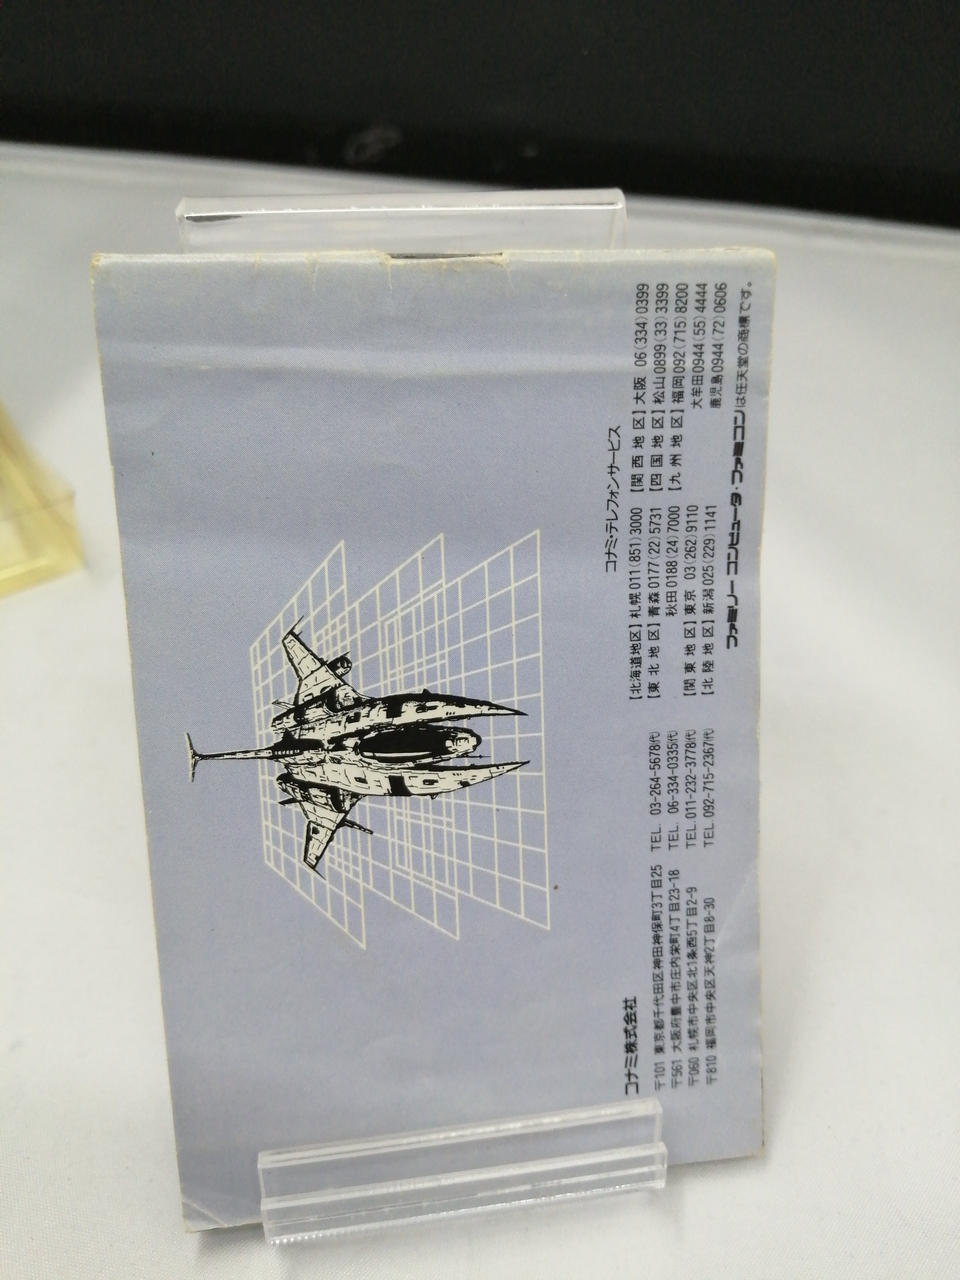 コナミ株式会社
〒101 東京都千代田区神田神保町3丁目25 TEL. 03-264-5678(代)
〒561 大阪府豊中市庄内栄町4丁目23-18 TEL. 06-334-0335(代)
〒060 札幌市中央区北1条西5丁目2-9 TEL.011-232-3778(代)
〒810 福岡市中央区天神2丁目8-30 TEL.092-715-2367(代)
コナミ・テレフォンサービス
【北海道地区】札幌 011(851)3000
【東北地区】青森 0177(22)5731
秋田 0188(24)7000
【関東地区】東京 03(262)9110
【北陸地区】新潟 025(229)1141
【関西地区】大阪 06(334)0399
【四国地区】松山 0899(33)3399
【九州地区】福岡 092(715)8200
大牟田 0944(55)4444
鹿児島 0944(72)0606
ファミリーコンピュータ・ファミコンは任天堂の商標です。